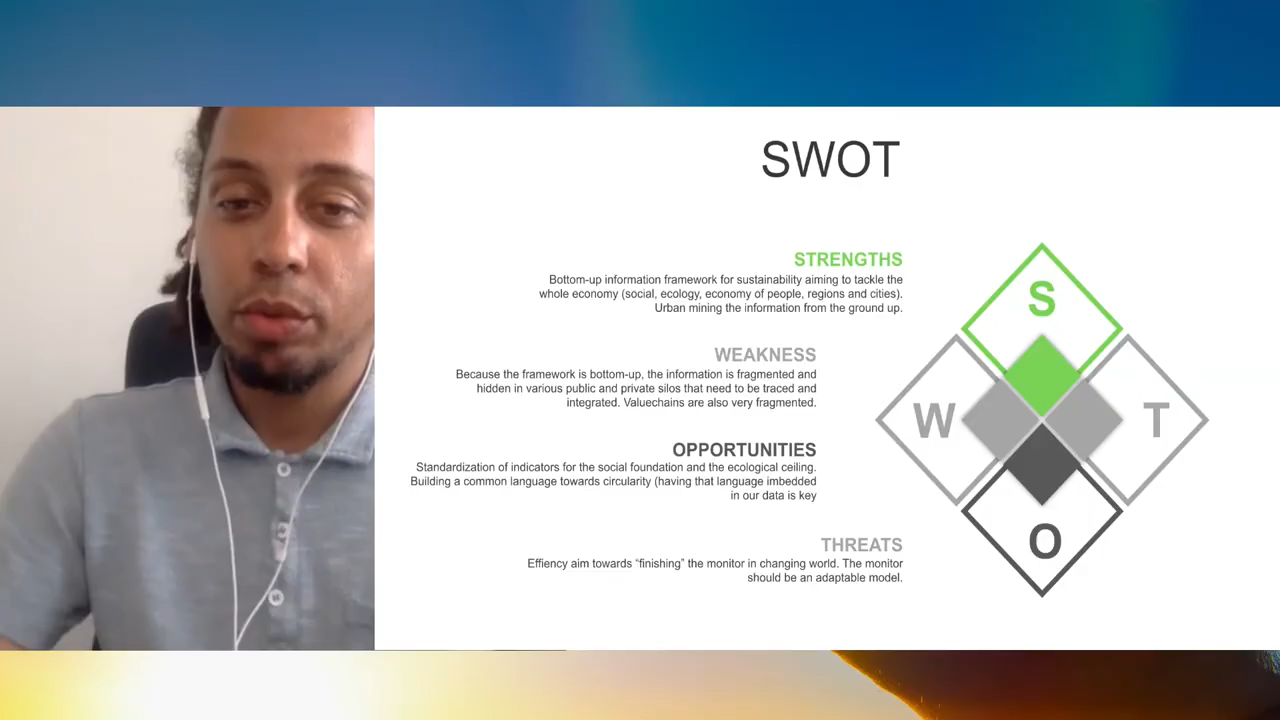 SWOT
STRENGTHS
Bottom-up information framework for sustainability aiming to tackle the
whole economy (social, ecology, economy of people, regions and cities).
Urban mining the information from the ground up.
WEAKNESS
Because the framework is bottom-up, the information is fragmented and
hidden in various public and private silos that need to be traced and
integrated. Valuechains are also very fragmented.
OPPORTUNITIES
Standardization of indicators for the social foundation and the ecological ceiling.
Building a common language towards circularity (having that language imbedded
in our data is key
THREATS
Effiency aim towards “finishing” the monitor in changing world. The monitor
should be an adaptable model.
S
W
T
O